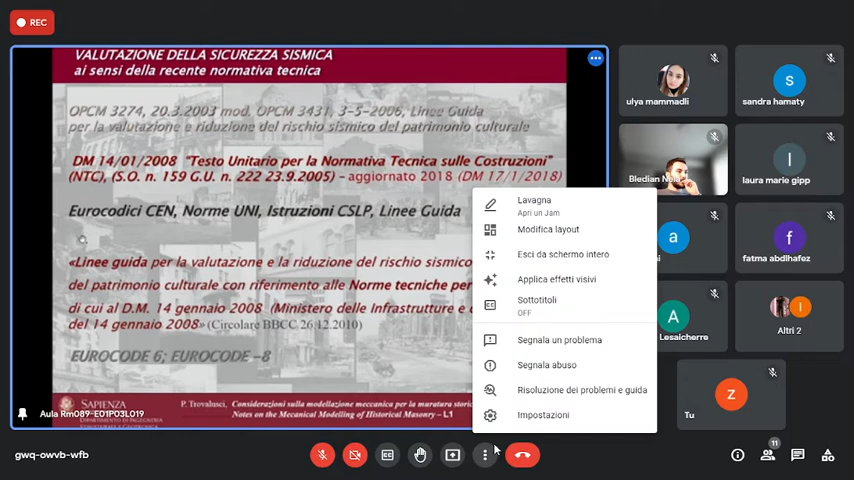 REC
VALUTAZIONE DELLA SICUREZZA SISMICA
ai sensi della recente normativa tecnica
OPCM 3274, 20.3.2003 mod. OPCM 3431, 3-5-2006, Linee Guida
per la valutazione e riduzione del rischio sismico del patrimonio culturale
DM 14/01/2008 "Testo Unitario per la Normativa Tecnica sulle Costruzioni"
(NTC), (S.O. n. 159 G.U. n. 222 23.9.2005) - aggiornato 2018 (DM 17/1/2018)
Eurocodici CEN, Norme UNI, Istruzioni CSLP, Linee Guida
«Linee guida per la valutazione e la riduzione del rischio sismico
del patrimonio culturale con riferimento alle Norme tecniche per
di cui al D.M. 14 gennaio 2008 (Ministero delle Infrastrutture e
del 14 gennaio 2008» (Circolare BBCC 26.12.2010)
EUROCODE 6; EUROCODE -8
SAPIENZA
DIPARTIMENTO DI INGEGNERIA
P. Trovalusci, Considerazioni sulla modellazione meccanica per la muratura
Notes on the Mecanical Modelling of Historical Masonry - L1
Aula Rm089-E01P03L019
Lavagna
Apri un Jam
Modifica layout
Esci da schermo intero
Applica effetti visivi
Sottotitoli
OFF
Segnala un problema
Segnala abuso
Risoluzione dei problemi e guida
Impostazioni
ulya mammadli
s
sandra hamaty
Bledian
l
laura marie gipp
a
f
fatma abdihafez
A
Lesaicherre
l
Altri 2
z
Tu
gwq-owvb-wfb
11